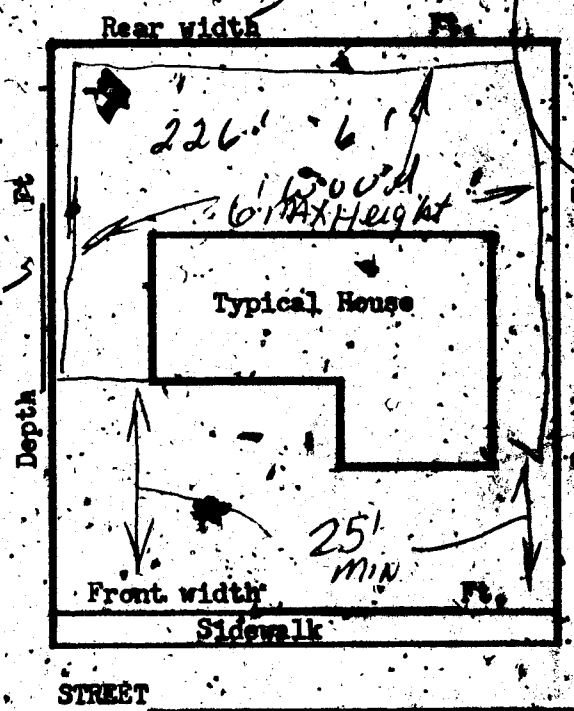 Rear width Ft.
226' 6'
6' WOOD
MAX Height
Ft
Typical House
Depth
25'
MIN
Front width Ft.
Sidewalk
STREET